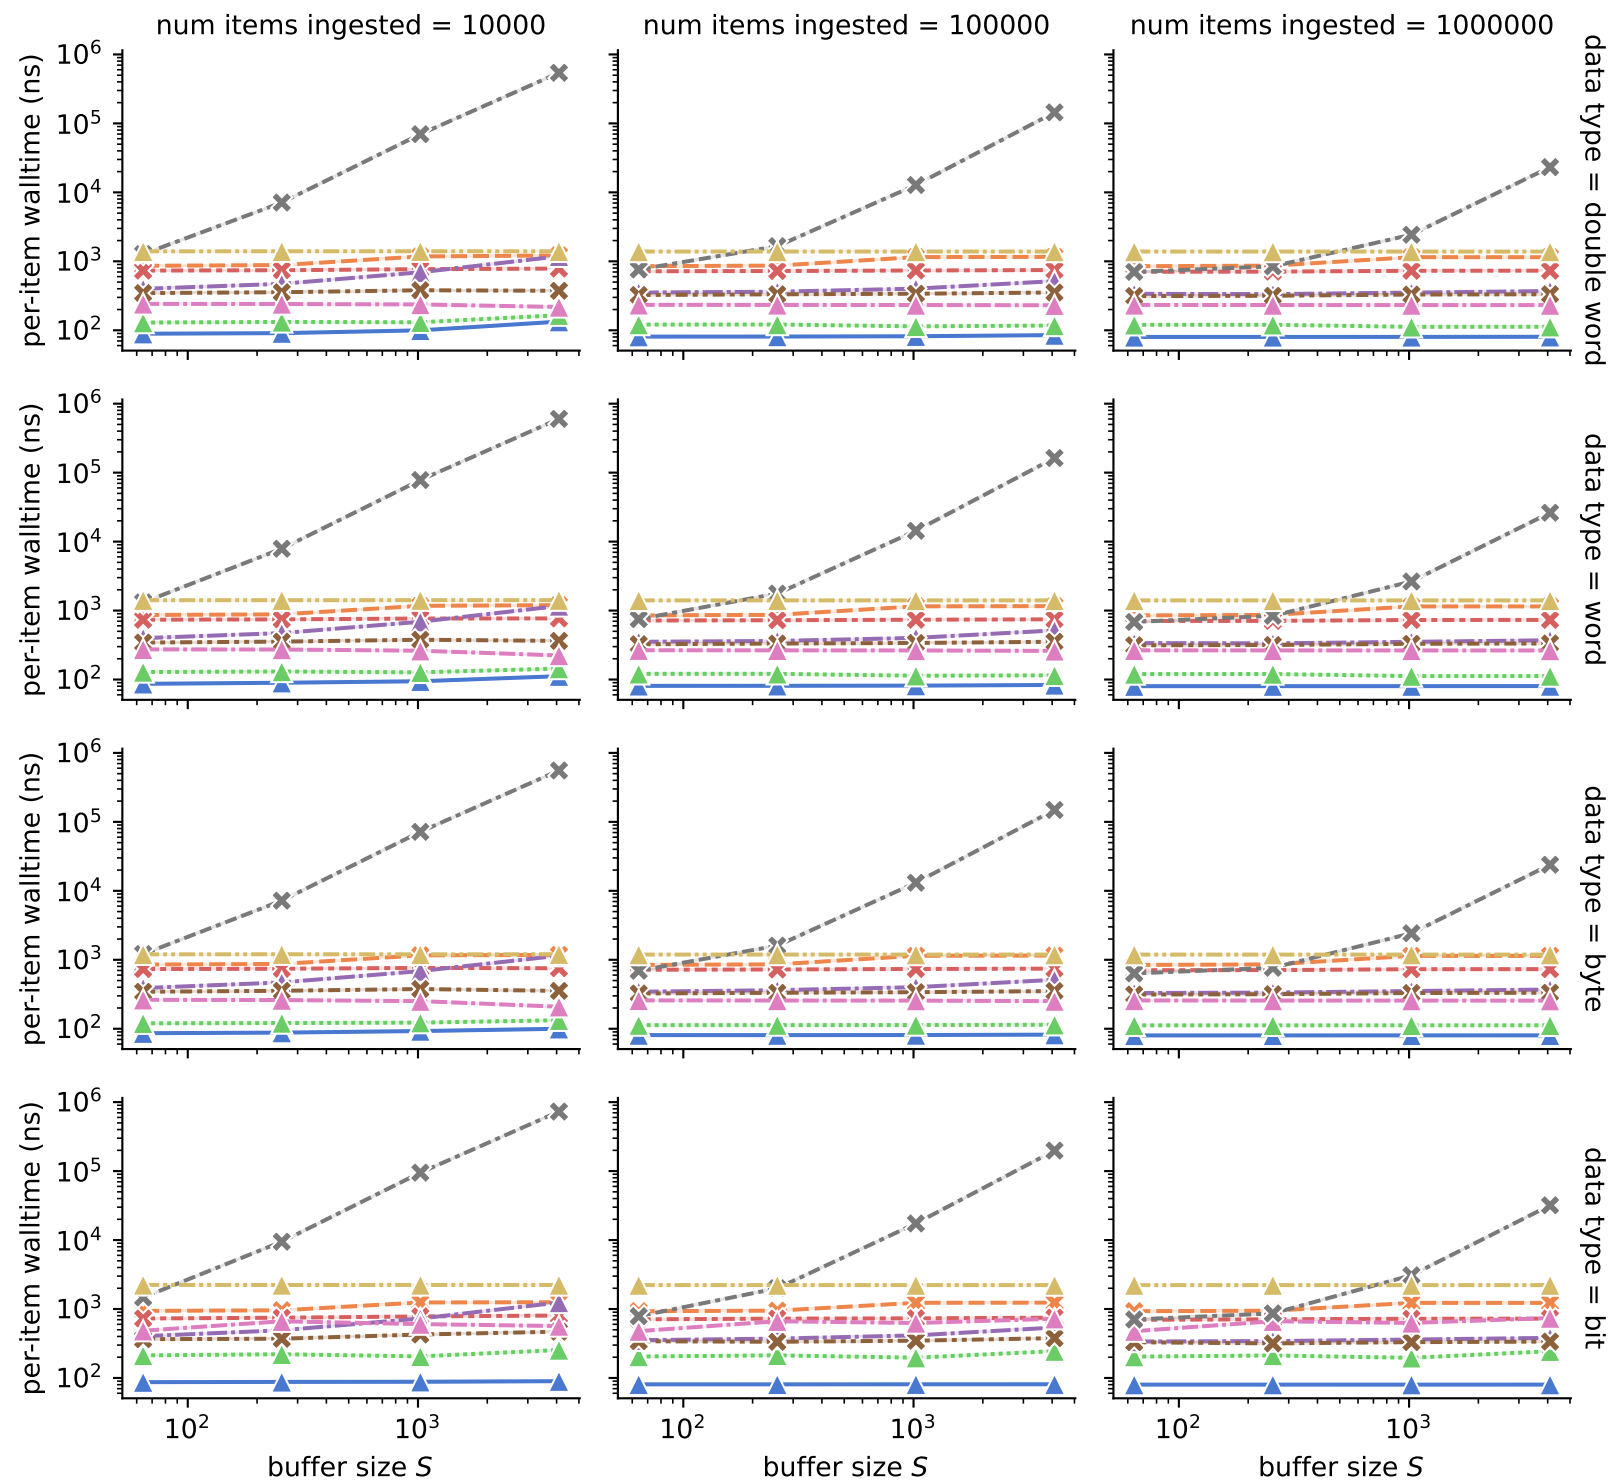 num items ingested = 10000
num items ingested = 100000
num items ingested = 1000000
per-item walltime (ns)
10^6
10^5
10^4
10^3
10^2
data type = double word
per-item walltime (ns)
10^6
10^5
10^4
10^3
10^2
data type = word
per-item walltime (ns)
10^6
10^5
10^4
10^3
10^2
data type = byte
per-item walltime (ns)
10^6
10^5
10^4
10^3
10^2
data type = bit
10^2 10^3
10^2 10^3
10^2 10^3
buffer size S
buffer size S
buffer size S